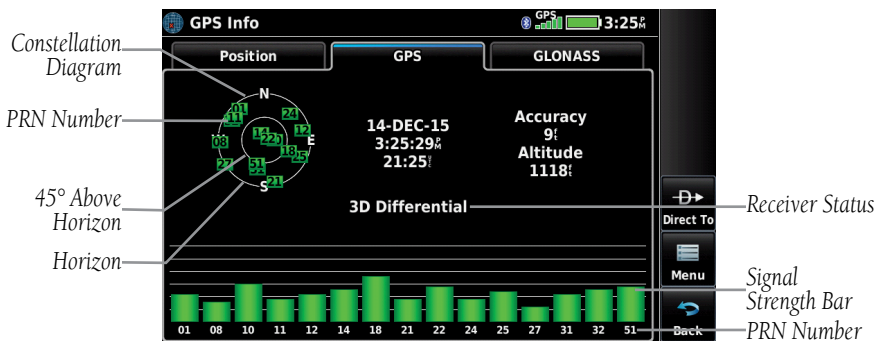 GPS Info
GPS
3:25PM
Constellation
Diagram
Position
GPS
GLONASS
N
E
S
01
11
24
12
08
14
22
18
25
27
51
21
PRN Number
14-DEC-15
3:25:29PM
21:25
Accuracy
9ft
Altitude
1118ft
45° Above
Horizon
3D Differential
Receiver Status
Direct To
Horizon
Menu
Signal
Strength Bar
01 08 10 11 12 14 18 21 22 24 25 27 31 32 51
Back
PRN Number